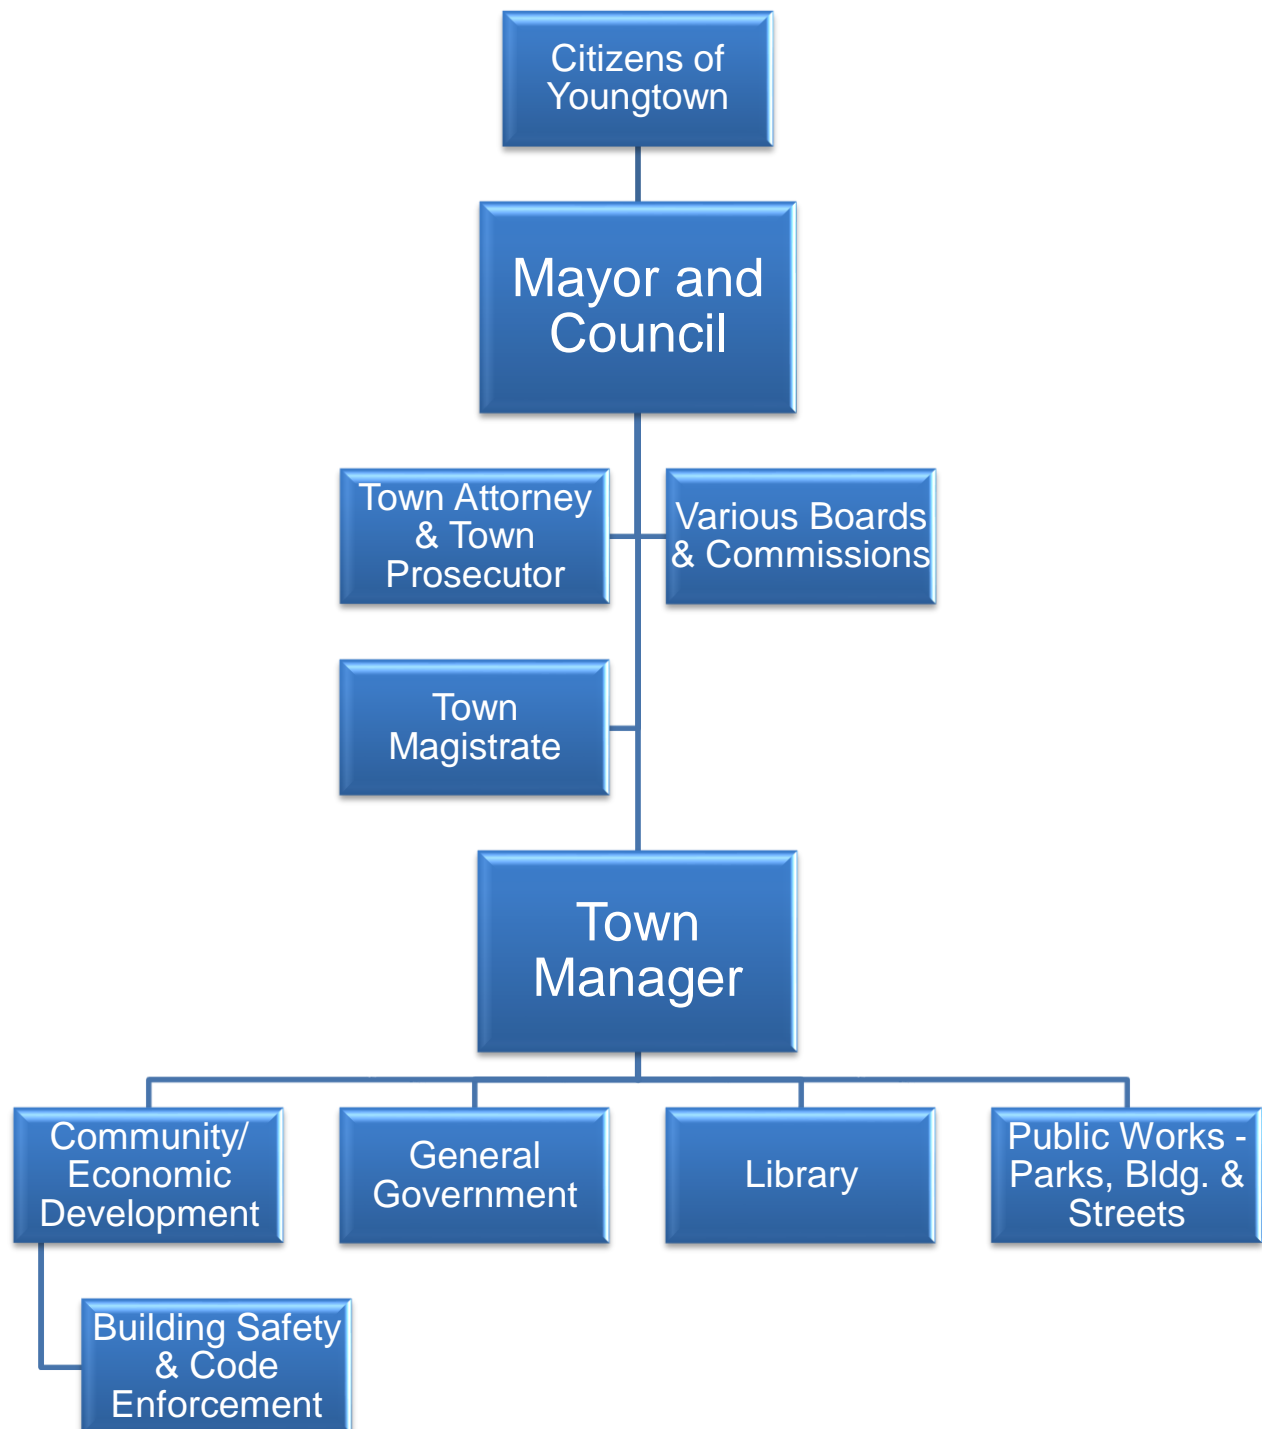 Citizens of
Youngtown
Mayor and
Council
Town Attorney
& Town
Prosecutor
Various Boards
& Commissions
Town
Magistrate
Town
Manager
Community/
Economic
Development
General
Government
Library
Public Works -
Parks, Bldg. &
Streets
Building Safety
& Code
Enforcement